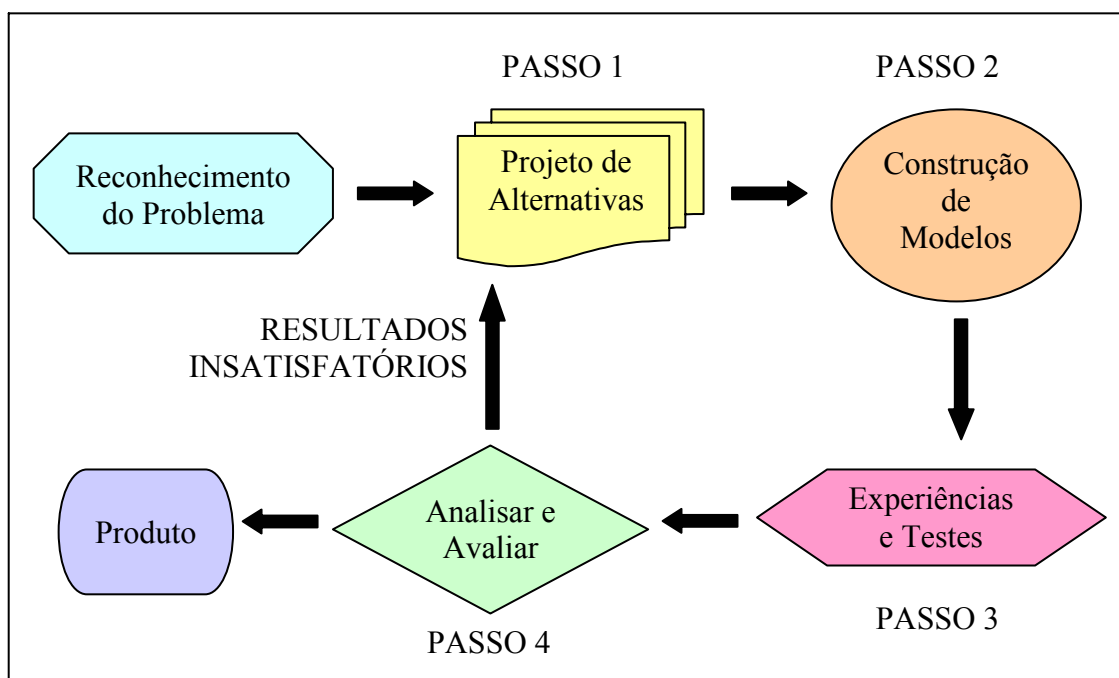 PASSO 1
PASSO 2
Reconhecimento
do Problema
Projeto de
Alternativas
Construção
de
Modelos
RESULTADOS
INSATISFATÓRIOS
Produto
Analisar e
Avaliar
Experiências
e Testes
PASSO 4
PASSO 3